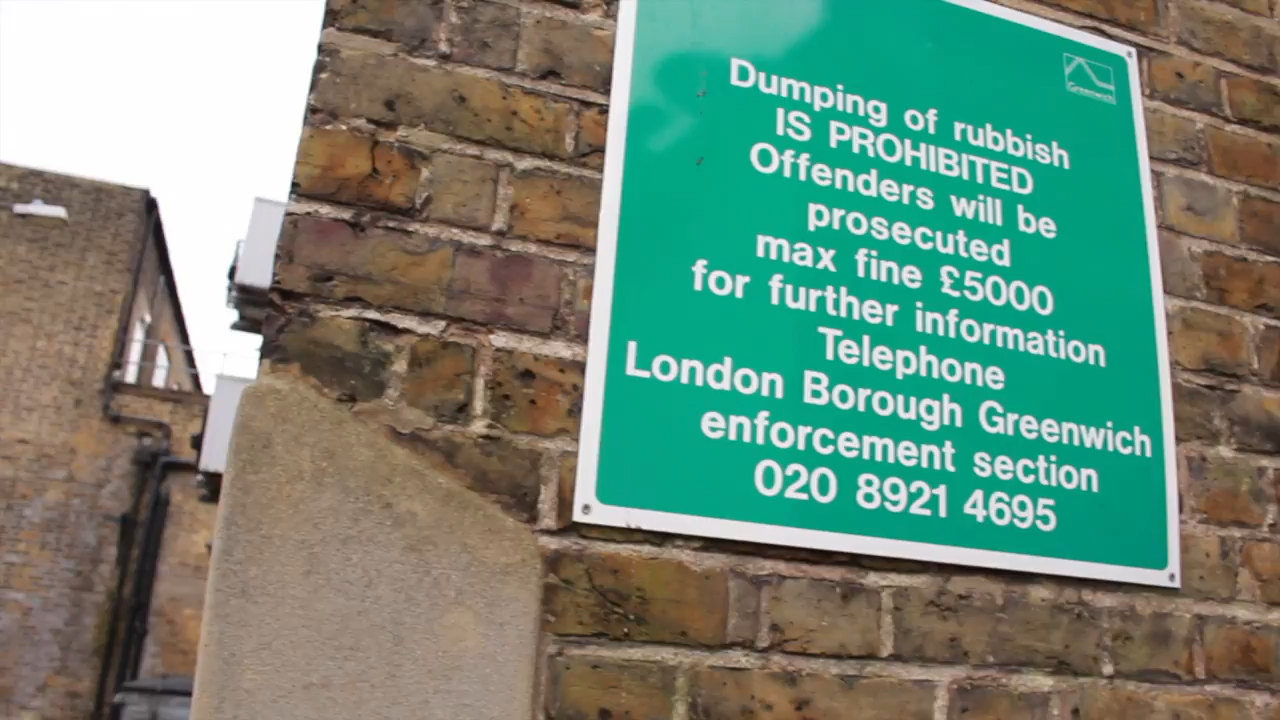 Greenwich
Dumping of rubbish
IS PROHIBITED
Offenders will be
prosecuted
max fine £5000
for further information
Telephone
London Borough Greenwich
enforcement section
020 8921 4695